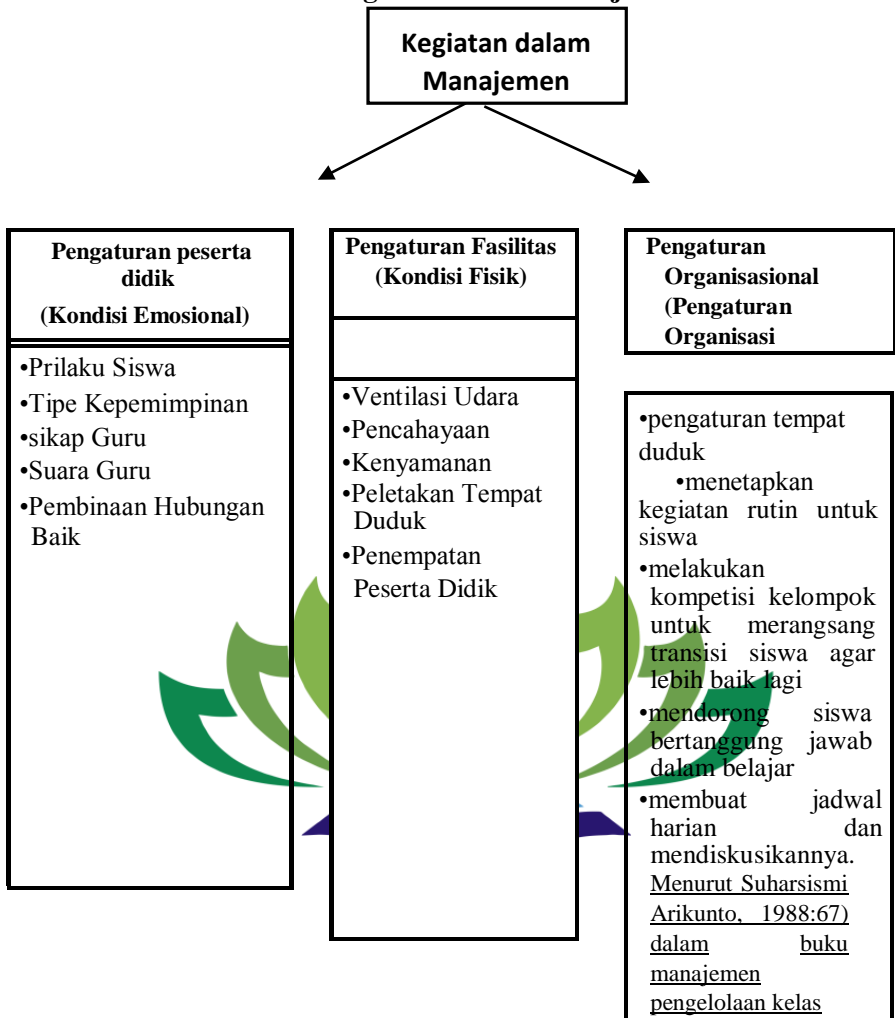 Kegiatan dalam
Manajemen
Pengaturan peserta
didik
(Kondisi Emosional)
•Prilaku Siswa
•Tipe Kepemimpinan
•sikap Guru
•Suara Guru
•Pembinaan Hubungan
Baik
Pengaturan Fasilitas
(Kondisi Fisik)
•Ventilasi Udara
•Pencahayaan
•Kenyamanan
•Peletakan Tempat
Duduk
•Penempatan
Peserta Didik
Pengaturan
Organisasional
(Pengaturan
Organisasi
•pengaturan tempat
duduk
•menetapkan
kegiatan rutin untuk
siswa
•melakukan
kompetisi kelompok
untuk merangsang
transisi siswa agar
lebih baik lagi
•mendorong siswa
bertanggung jawab
dalam belajar
•membuat jadwal
harian dan
mendiskusikannya.
Menurut Suharsismi
Arikunto, 1988:67)
dalam buku
manajemen
pengelolaan kelas